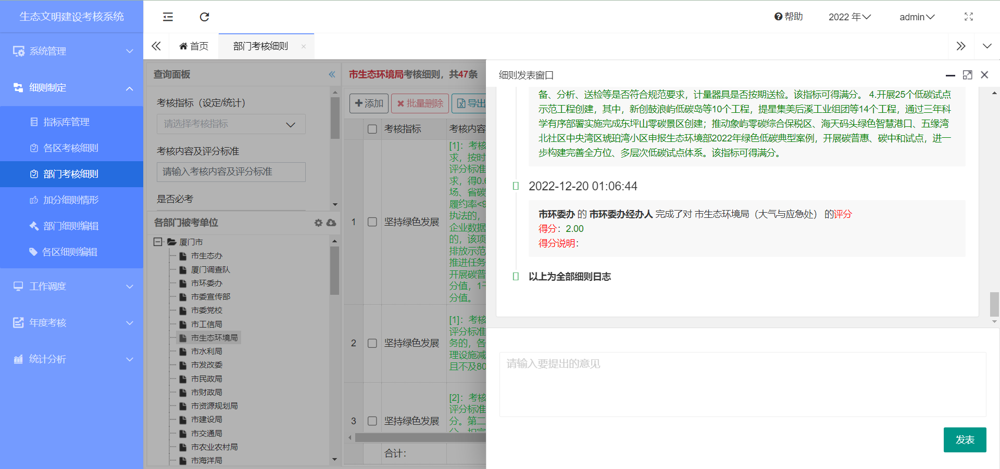 生态文明建设考核系统
帮助
2022 年
admin
首页
部门考核细则
系统管理
细则制定
指标库管理
各区考核细则
部门考核细则
加分细则情形
部门细则编辑
各区细则编辑
工作调度
年度考核
统计分析
查询面板
考核指标（设定/统计）
请选择考核指标
考核内容及评分标准
请输入考核内容及评分标准
是否必考
各部门被考单位
厦门市
市生态办
厦门调查队
市环委办
市委宣传部
市委党校
市工信局
市生态环境局
市水利局
市发改委
市民政局
市财政局
市资源规划局
市建设局
市交通局
市农业农村局
市海洋局
市生态环境局考核细则，共47条
添加
批量删除
导出
考核指标
考核内容
1
坚持绿色发展
[1]：考核
求，按时
评分标准
求，得0.6
场、省碳
履约率<9
执法的，
企业数据
的，该项
排放示范
推进任务
开展碳普
分值，1于
分值。
2
坚持绿色发展
[1]：考核
评分标准
务的，各
理设施减
且不及80
3
坚持绿色发展
[2]：考核
评分标准
分。第二
合计：
细则发表窗口
备、分析、送检等是否符合规范要求，计量器具是否按期送检。该指标可得满分。 4.开展25个低碳试点
示范工程创建，其中，新创鼓浪屿低碳岛等10个工程，提星集美后溪工业组团等14个工程，通过三年科
学有序部署实施完成东坪山零碳景区创建；推动象屿零碳综合保税区、海天码头绿色智慧港口、五缘湾
北社区中央湾区琥珀湾小区申报生态环境部2022年绿色低碳典型案例，开展碳普惠、碳中和试点，进一
步构建完善全方位、多层次低碳试点体系。该指标可得满分。
2022-12-20 01:06:44
市环委办 的 市环委办经办人 完成了对 市生态环境局（大气与应急处） 的评分
得分：2.00
得分说明：
以上为全部细则日志
请输入要提出的意见
发表